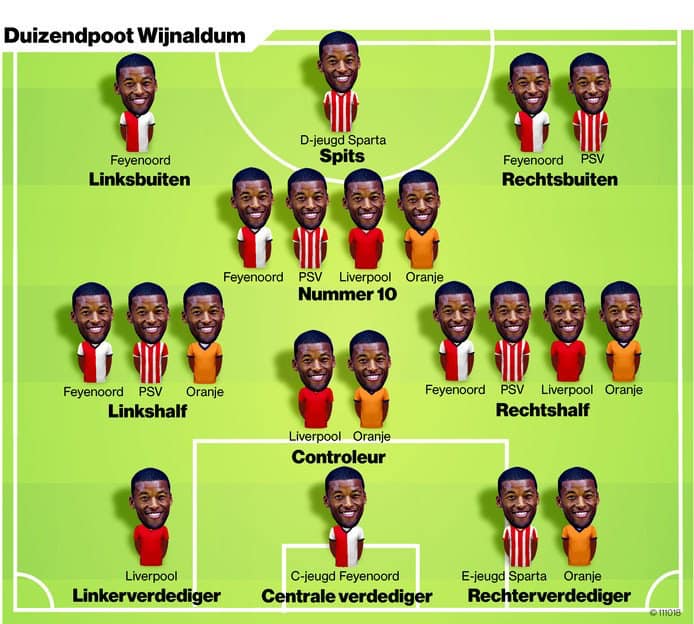 Duizendpoot Wijnaldum
D-jeugd Sparta
Spits
Feyenoord
Linksbuiten
Feyenoord PSV
Rechtsbuiten
Feyenoord PSV Liverpool Oranje
Nummer 10
Feyenoord PSV Oranje
Linkshalf
Feyenoord PSV Liverpool Oranje
Rechtshalf
Liverpool Oranje
Controleur
Liverpool
Linkerverdediger
C-jeugd Feyenoord
Centrale verdediger
E-jeugd Sparta Oranje
Rechterverdediger
© 111018